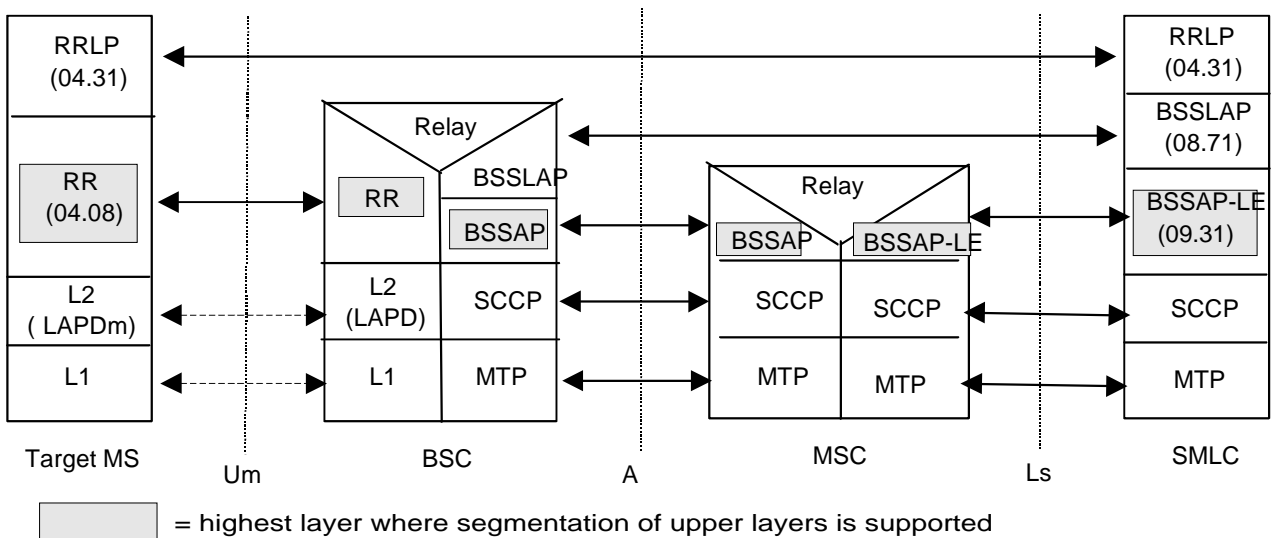 RRLP
(04.31)
RR
(04.08)
L2
( LAPDm)
L1
Target MS
Um
Relay
RR
BSSLAP
BSSAP
L2
(LAPD)
SCCP
L1
MTP
BSC
A
Relay
BSSAP
BSSAP-LE
SCCP
SCCP
MTP
MTP
MSC
Ls
RRLP
(04.31)
BSSLAP
(08.71)
BSSAP-LE
(09.31)
SCCP
MTP
SMLC
= highest layer where segmentation of upper layers is supported